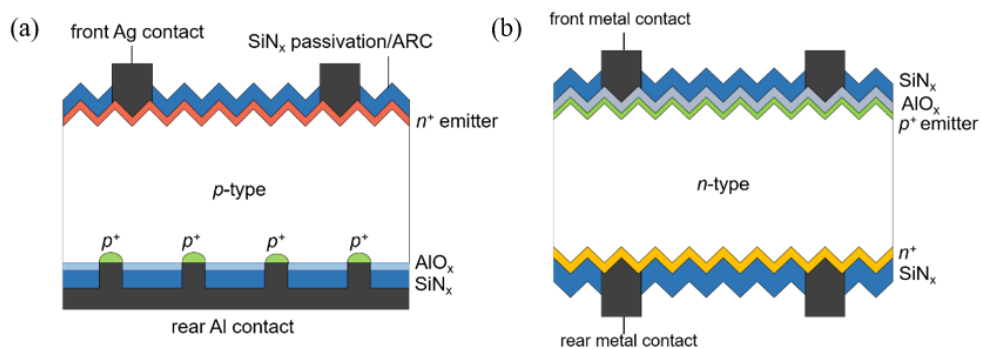 (a)
front Ag contact
SiNₓ passivation/ARC
n⁺ emitter
p-type
p⁺ p⁺ p⁺ p⁺
AlOₓ
SiNₓ
rear Al contact
(b)
front metal contact
SiNₓ
AlOₓ
p⁺ emitter
n-type
n⁺
SiNₓ
rear metal contact